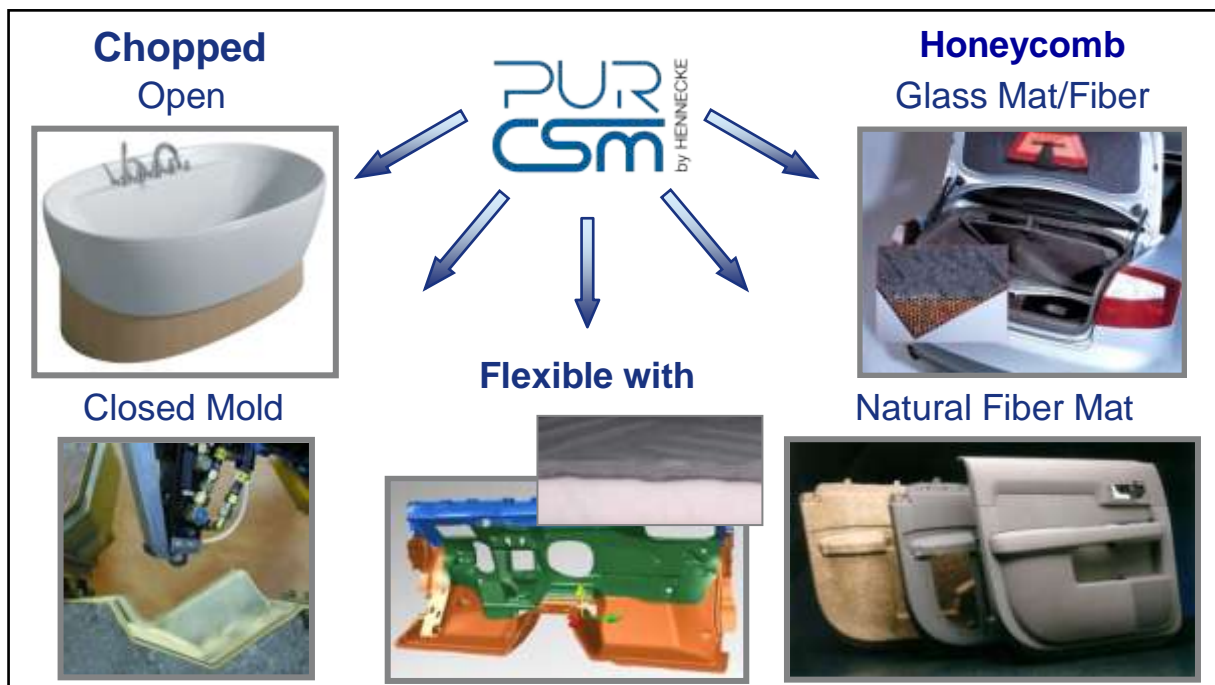 Chopped
Open
PUR
CSm
by HENNECKE
Honeycomb
Glass Mat/Fiber
Flexible with
Closed Mold
Natural Fiber Mat